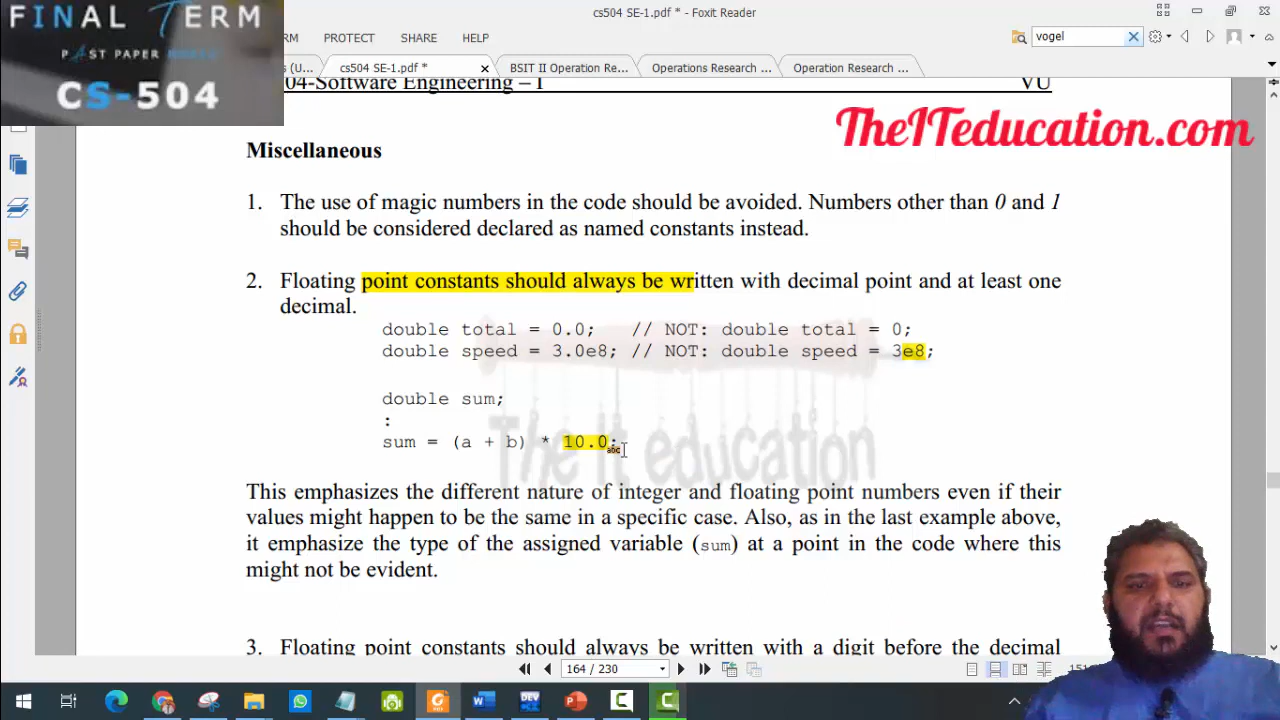 FINAL TERM
PAST PAPER
CS-504
cs504 SE-1.pdf * - Foxit Reader
RM PROTECT SHARE HELP
vogel
s (U...
cs504 SE-1.pdf *
BSIT II Operation Re...
Operations Research ...
Operation Research ...
04-Software Engineering – I VU
TheITeducation.com
Miscellaneous
1. The use of magic numbers in the code should be avoided. Numbers other than 0 and 1
should be considered declared as named constants instead.
2. Floating point constants should always be written with decimal point and at least one
decimal.
double total = 0.0; // NOT: double total = 0;
double speed = 3.0e8; // NOT: double speed = 3e8;
double sum;
:
sum = (a + b) * 10.0;
The It education
This emphasizes the different nature of integer and floating point numbers even if their
values might happen to be the same in a specific case. Also, as in the last example above,
it emphasize the type of the assigned variable (sum) at a point in the code where this
might not be evident.
3. Floating point constants should always be written with a digit before the decimal
164 / 230